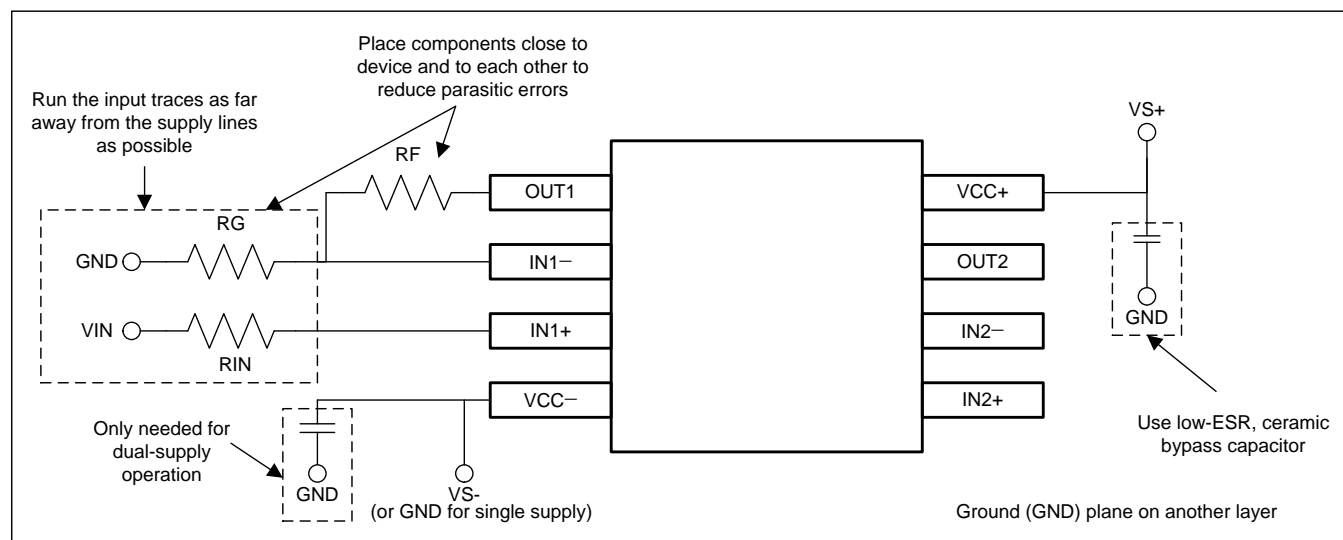 Place components close to
device and to each other to
reduce parasitic errors
Run the input traces as far
away from the supply lines
as possible
VS+
RF
OUT1
VCC+
RG
GND
IN1−
OUT2
VIN
RIN
IN1+
IN2−
GND
VCC−
IN2+
Only needed for
dual-supply
operation
GND
VS-
(or GND for single supply)
Use low-ESR, ceramic
bypass capacitor
Ground (GND) plane on another layer